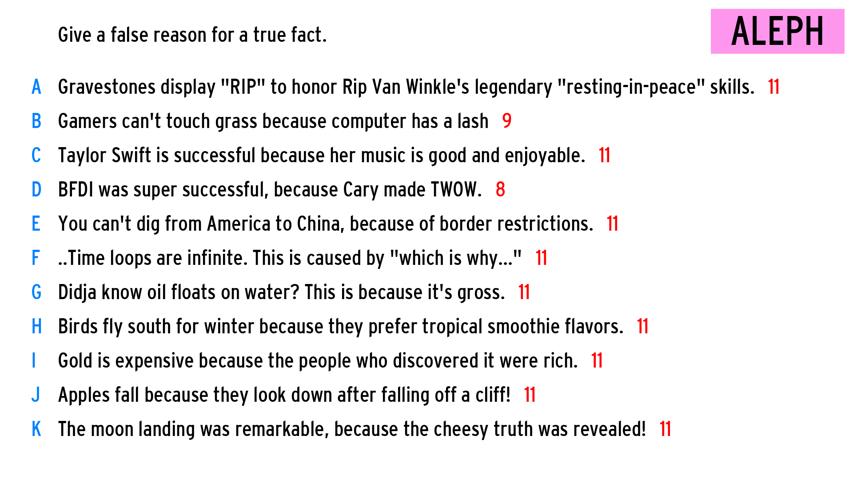 Give a false reason for a true fact.
ALEPH
A Gravestones display "RIP" to honor Rip Van Winkle's legendary "resting-in-peace" skills. 11
B Gamers can't touch grass because computer has a lash 9
C Taylor Swift is successful because her music is good and enjoyable. 11
D BFDI was super successful, because Cary made TWOW. 8
E You can't dig from America to China, because of border restrictions. 11
F ..Time loops are infinite. This is caused by "which is why..." 11
G Didja know oil floats on water? This is because it's gross. 11
H Birds fly south for winter because they prefer tropical smoothie flavors. 11
I Gold is expensive because the people who discovered it were rich. 11
J Apples fall because they look down after falling off a cliff! 11
K The moon landing was remarkable, because the cheesy truth was revealed! 11